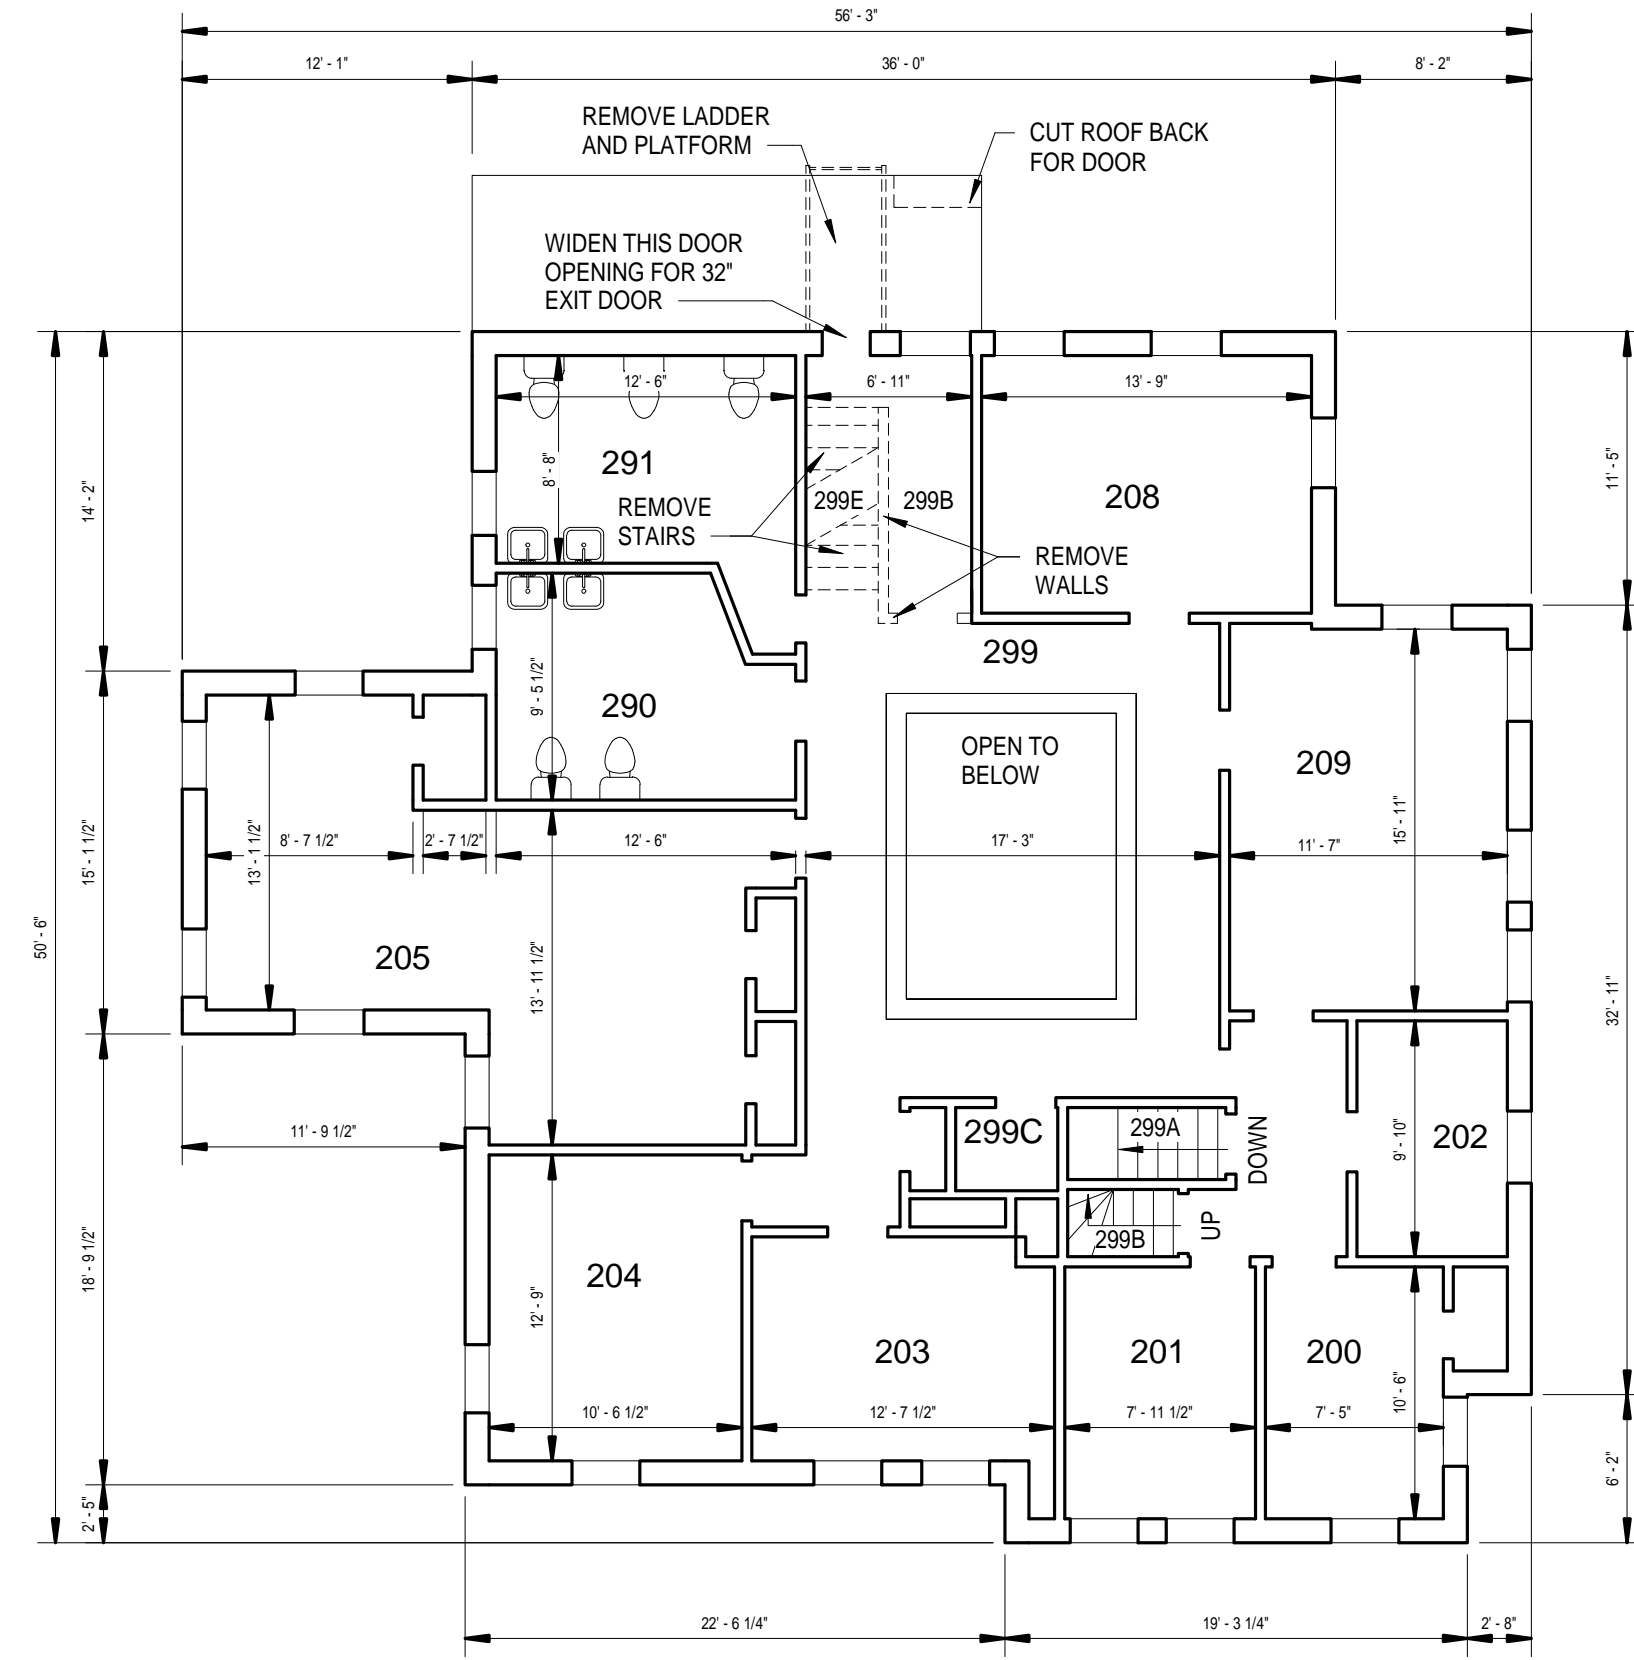 56' - 3"
12' - 1"
36' - 0"
8' - 2"
REMOVE LADDER
AND PLATFORM
CUT ROOF BACK
FOR DOOR
WIDEN THIS DOOR
OPENING FOR 32"
EXIT DOOR
12' - 6"
6' - 11"
13' - 9"
8' - 8"
291
14' - 2"
11' - 5"
REMOVE
STAIRS
299E
299B
208
REMOVE
WALLS
299
9' - 5 1/2"
290
OPEN TO
BELOW
209
15' - 1 1/2"
13' - 1 1/2"
8' - 7 1/2"
2' - 7 1/2"
12' - 6"
17' - 3"
11' - 7"
15' - 11"
50' - 6"
205
13' - 11 1/2"
32' - 11"
11' - 9 1/2"
299C
299A
DOWN
9' - 10"
202
UP
299B
18' - 9 1/2"
204
12' - 9"
203
201
200
10' - 6"
10' - 6 1/2"
12' - 7 1/2"
7' - 11 1/2"
7' - 5"
6' - 2"
2' - 5"
22' - 6 1/4"
19' - 3 1/4"
2' - 8"